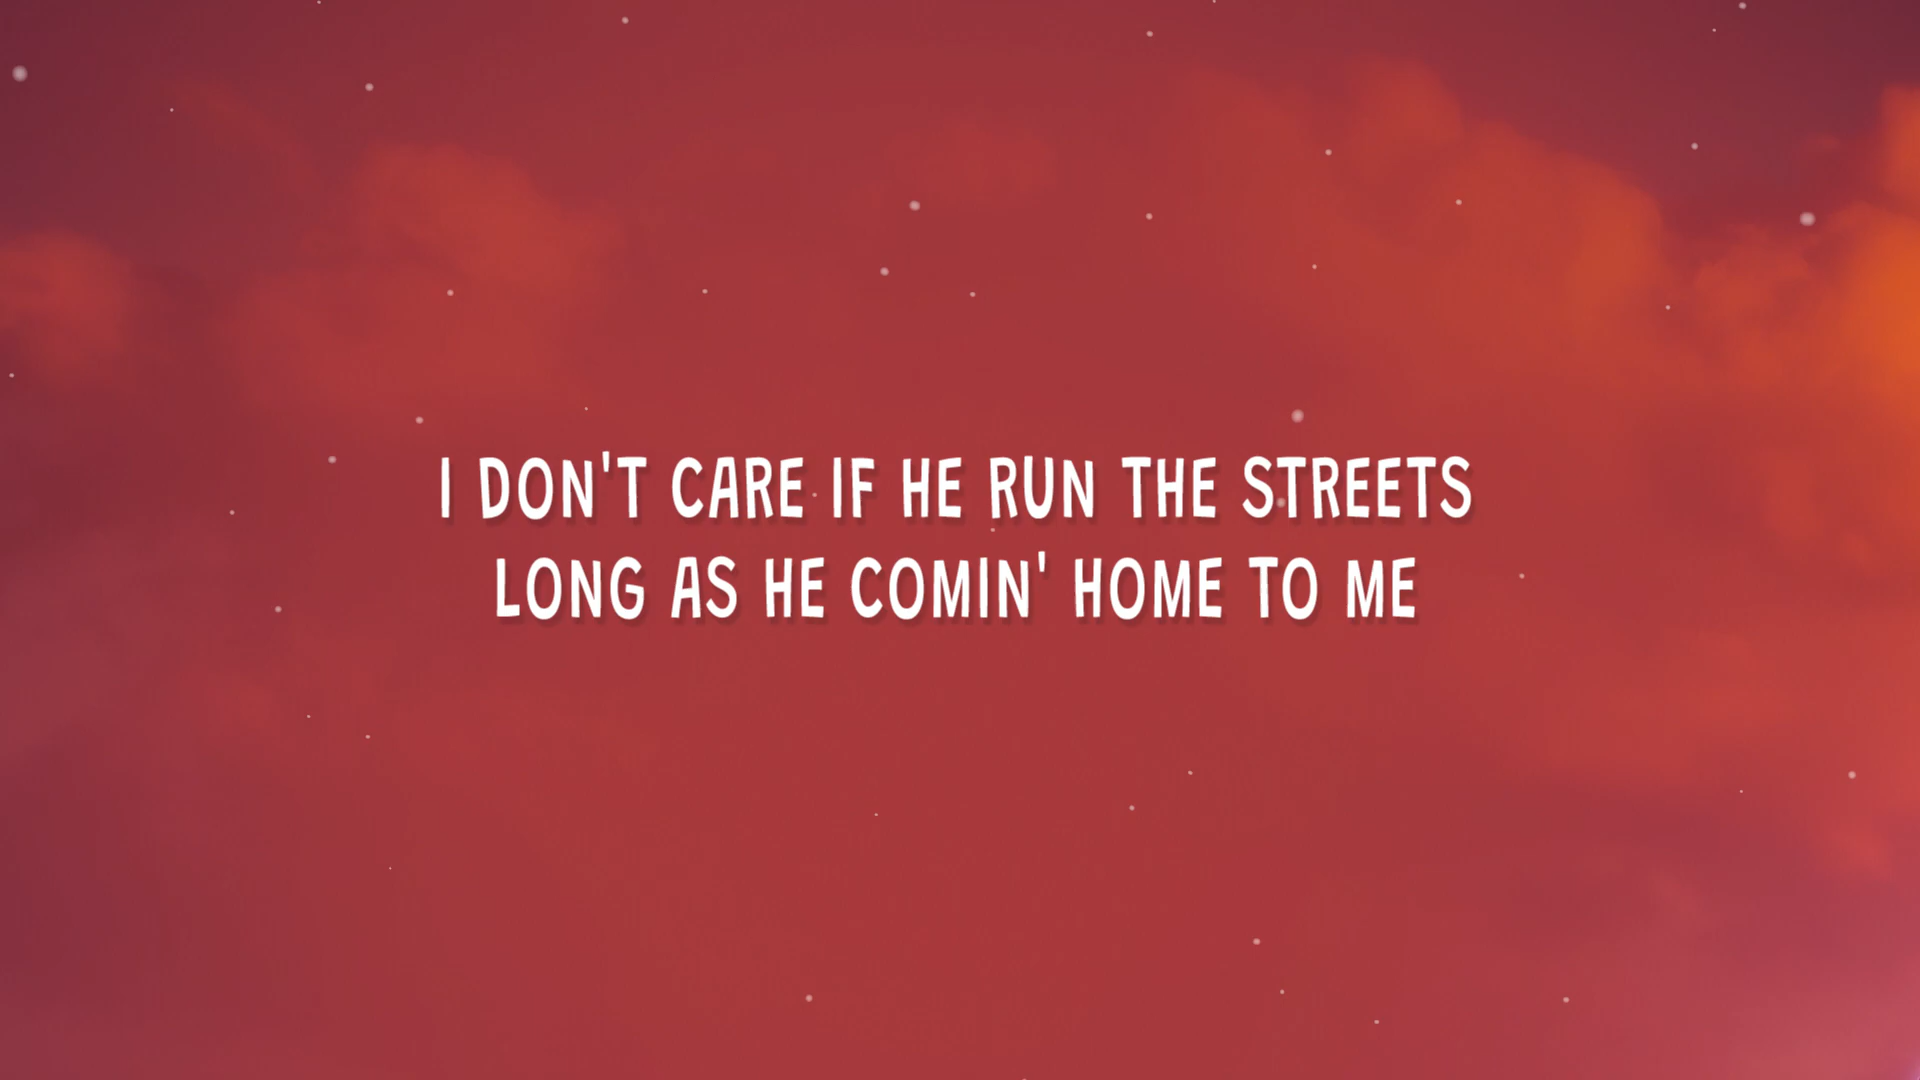 I DON'T CARE IF HE RUN THE STREETS
LONG AS HE COMIN' HOME TO ME